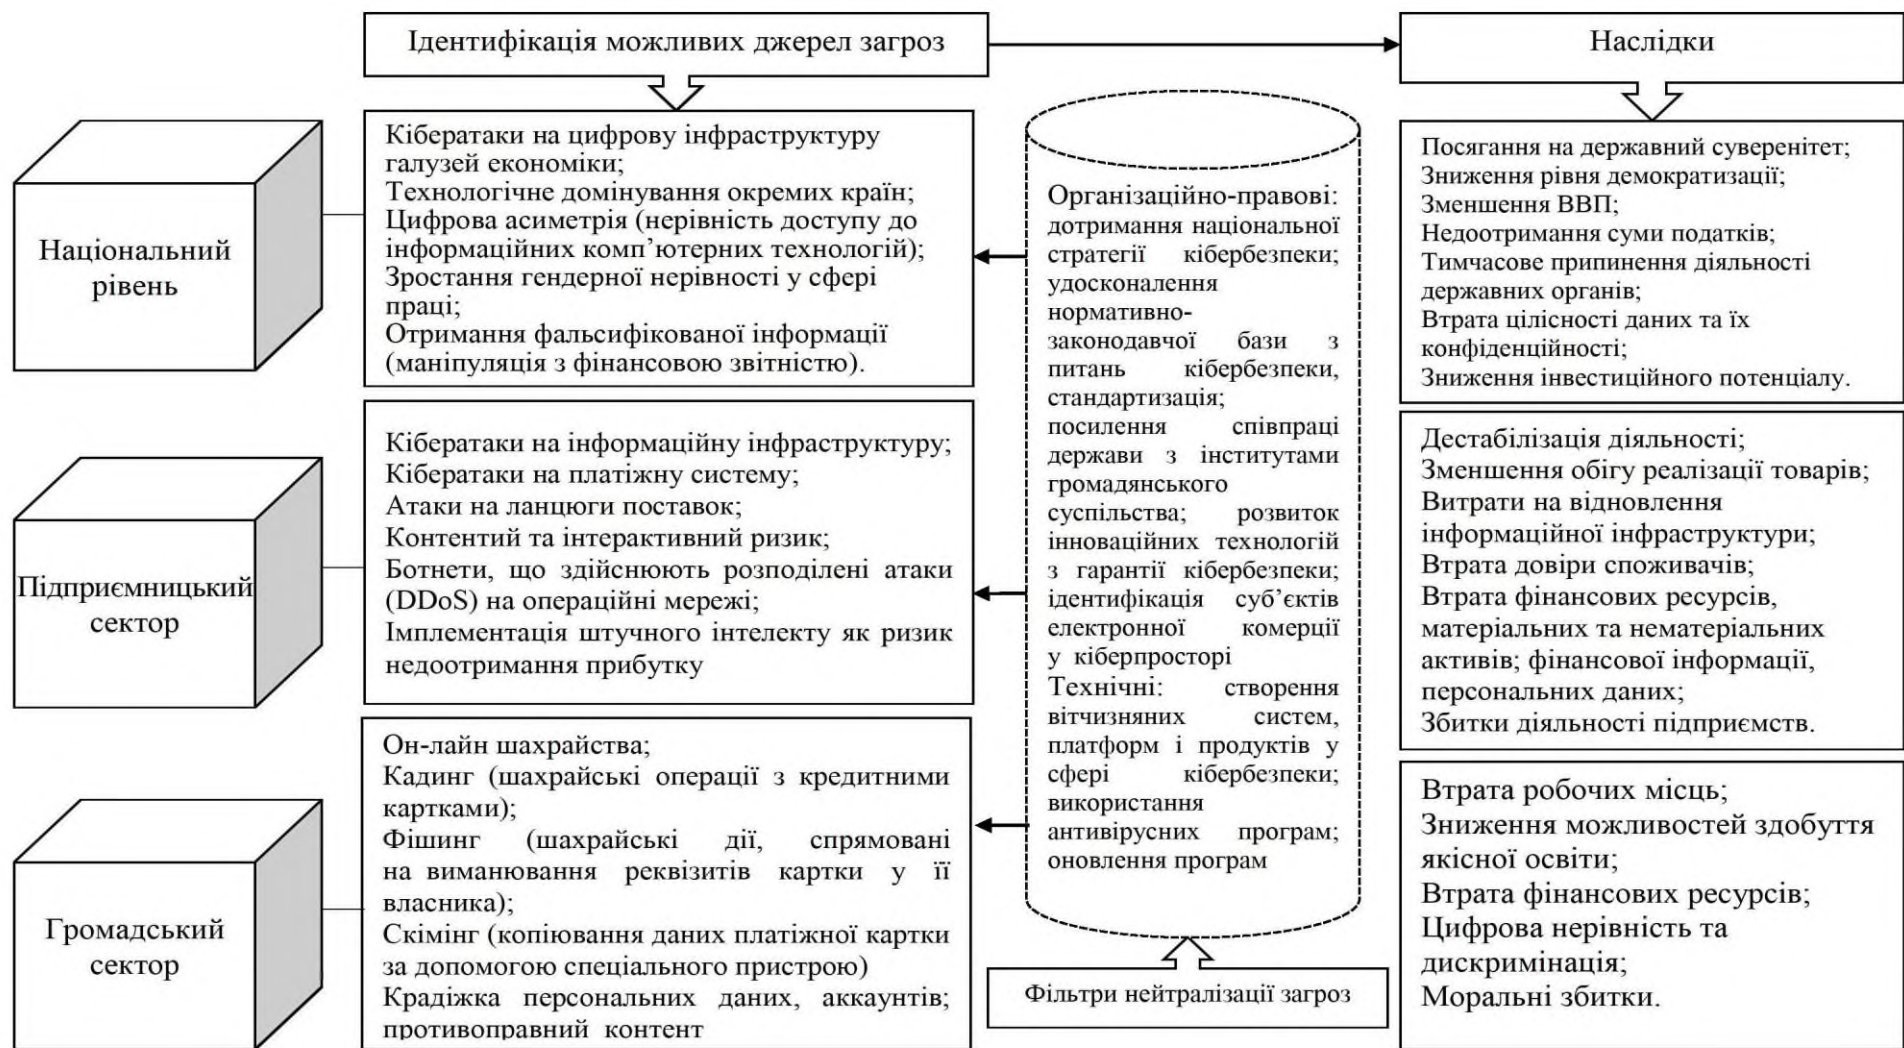 Ідентифікація можливих джерел загроз
Наслідки
Національний
рівень
Кібератаки на цифрову інфраструктуру
галузей економіки;
Технологічне домінування окремих країн;
Цифрова асиметрія (нерівність доступу до
інформаційних комп’ютерних технологій);
Зростання гендерної нерівності у сфері
праці;
Отримання фальсифікованої інформації
(маніпуляція з фінансовою звітністю).
Підприємницький
сектор
Кібератаки на інформаційну інфраструктуру;
Кібератаки на платіжну систему;
Атаки на ланцюги поставок;
Контентий та інтерактивний ризик;
Ботнети, що здійснюють розподілені атаки
(DDoS) на операційні мережі;
Імплементація штучного інтелекту як ризик
недоотримання прибутку
Громадський
сектор
Он-лайн шахрайства;
Кадинг (шахрайські операції з кредитними
картками);
Фішинг (шахрайські дії, спрямовані
на виманювання реквізитів картки у її
власника);
Скімінг (копіювання даних платіжної картки
за допомогою спеціального пристрою)
Крадіжка персональних даних, аккаунтів;
противоправний контент
Організаційно-правові:
дотримання національної
стратегії кібербезпеки;
удосконалення
нормативно-
законодавчої бази з
питань кібербезпеки,
стандартизація;
посилення співпраці
держави з інститутами
громадянського
суспільства; розвиток
інноваційних технологій
з гарантії кібербезпеки;
ідентифікація суб’єктів
електронної комерції
у кіберпросторі
Технічні: створення
вітчизняних систем,
платформ і продуктів у
сфері кібербезпеки;
використання
антивірусних програм;
оновлення програм
Фільтри нейтралізації загроз
Посягання на державний суверенітет;
Зниження рівня демократизації;
Зменшення ВВП;
Недоотримання суми податків;
Тимчасове припинення діяльності
державних органів;
Втрата цілісності даних та їх
конфіденційності;
Зниження інвестиційного потенціалу.
Дестабілізація діяльності;
Зменшення обігу реалізації товарів;
Витрати на відновлення
інформаційної інфраструктури;
Втрата довіри споживачів;
Втрата фінансових ресурсів,
матеріальних та нематеріальних
активів; фінансової інформації,
персональних даних;
Збитки діяльності підприємств.
Втрата робочих місць;
Зниження можливостей здобуття
якісної освіти;
Втрата фінансових ресурсів;
Цифрова нерівність та
дискримінація;
Моральні збитки.